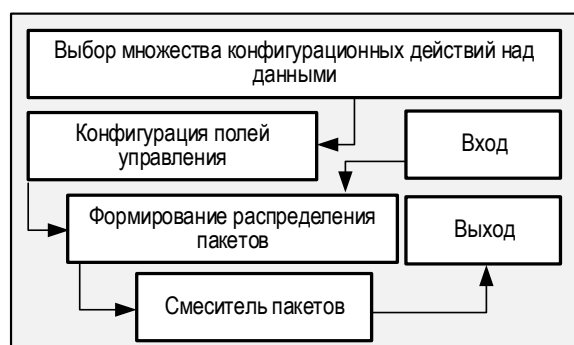 Выбор множества конфигурационных действий над
данными
Конфигурация полей
управления
Вход
Формирование распределения
пакетов
Выход
Смеситель пакетов